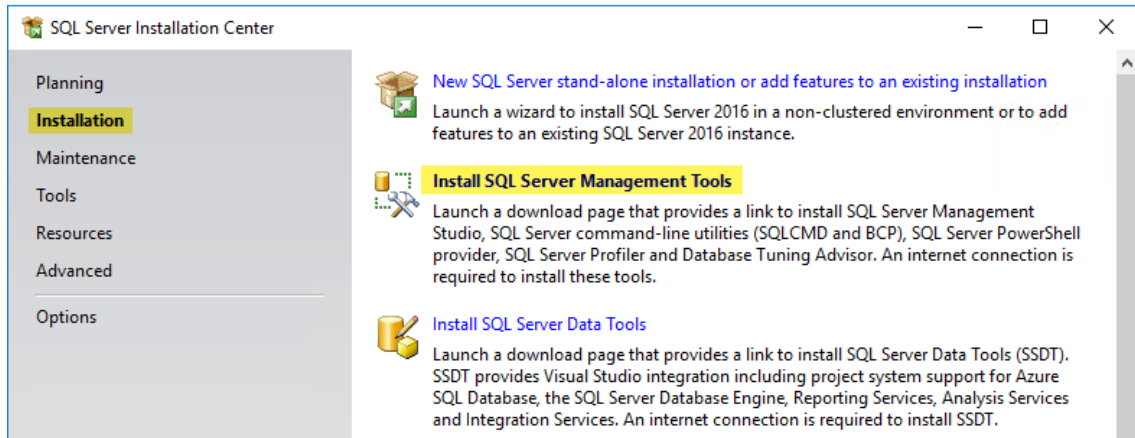 SQL Server Installation Center
Planning
Installation
Maintenance
Tools
Resources
Advanced
Options
New SQL Server stand-alone installation or add features to an existing installation
Launch a wizard to install SQL Server 2016 in a non-clustered environment or to add
features to an existing SQL Server 2016 instance.
Install SQL Server Management Tools
Launch a download page that provides a link to install SQL Server Management
Studio, SQL Server command-line utilities (SQLCMD and BCP), SQL Server PowerShell
provider, SQL Server Profiler and Database Tuning Advisor. An internet connection is
required to install these tools.
Install SQL Server Data Tools
Launch a download page that provides a link to install SQL Server Data Tools (SSDT).
SSDT provides Visual Studio integration including project system support for Azure
SQL Database, the SQL Server Database Engine, Reporting Services, Analysis Services
and Integration Services. An internet connection is required to install SSDT.